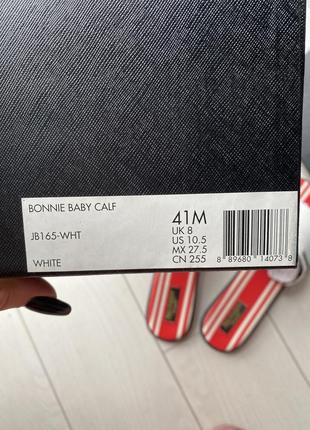 BONNIE BABY CALF
JB165-WHT
WHITE
41M
UK 8
US 10.5
MX 27.5
CN 255
8 89680 14073 8